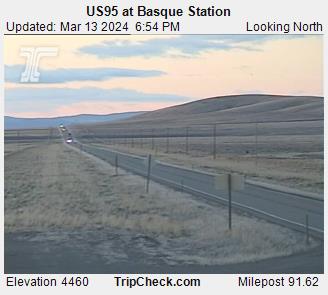 US95 at Basque Station
Updated: Mar 13 2024 6:54 PM Looking North
Elevation 4460 TripCheck.com Milepost 91.62